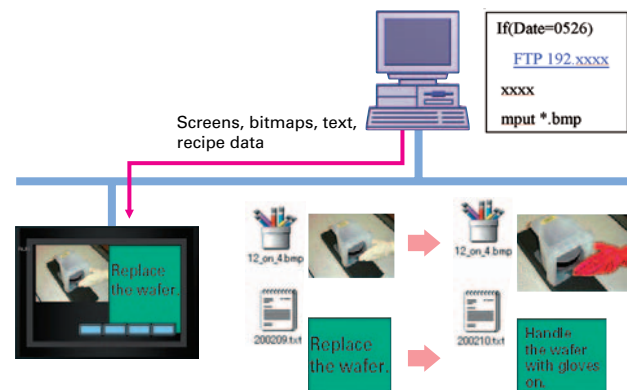 If(Date=0526)
FTP 192.xxxx
xxxx
mput *.bmp
Screens, bitmaps, text,
recipe data
Replace
the wafer.
12_on_4.bmp
12_on_4.bmp
200209.txt
200210.txt
Replace
the wafer.
Handle
the wafer
with gloves
on.